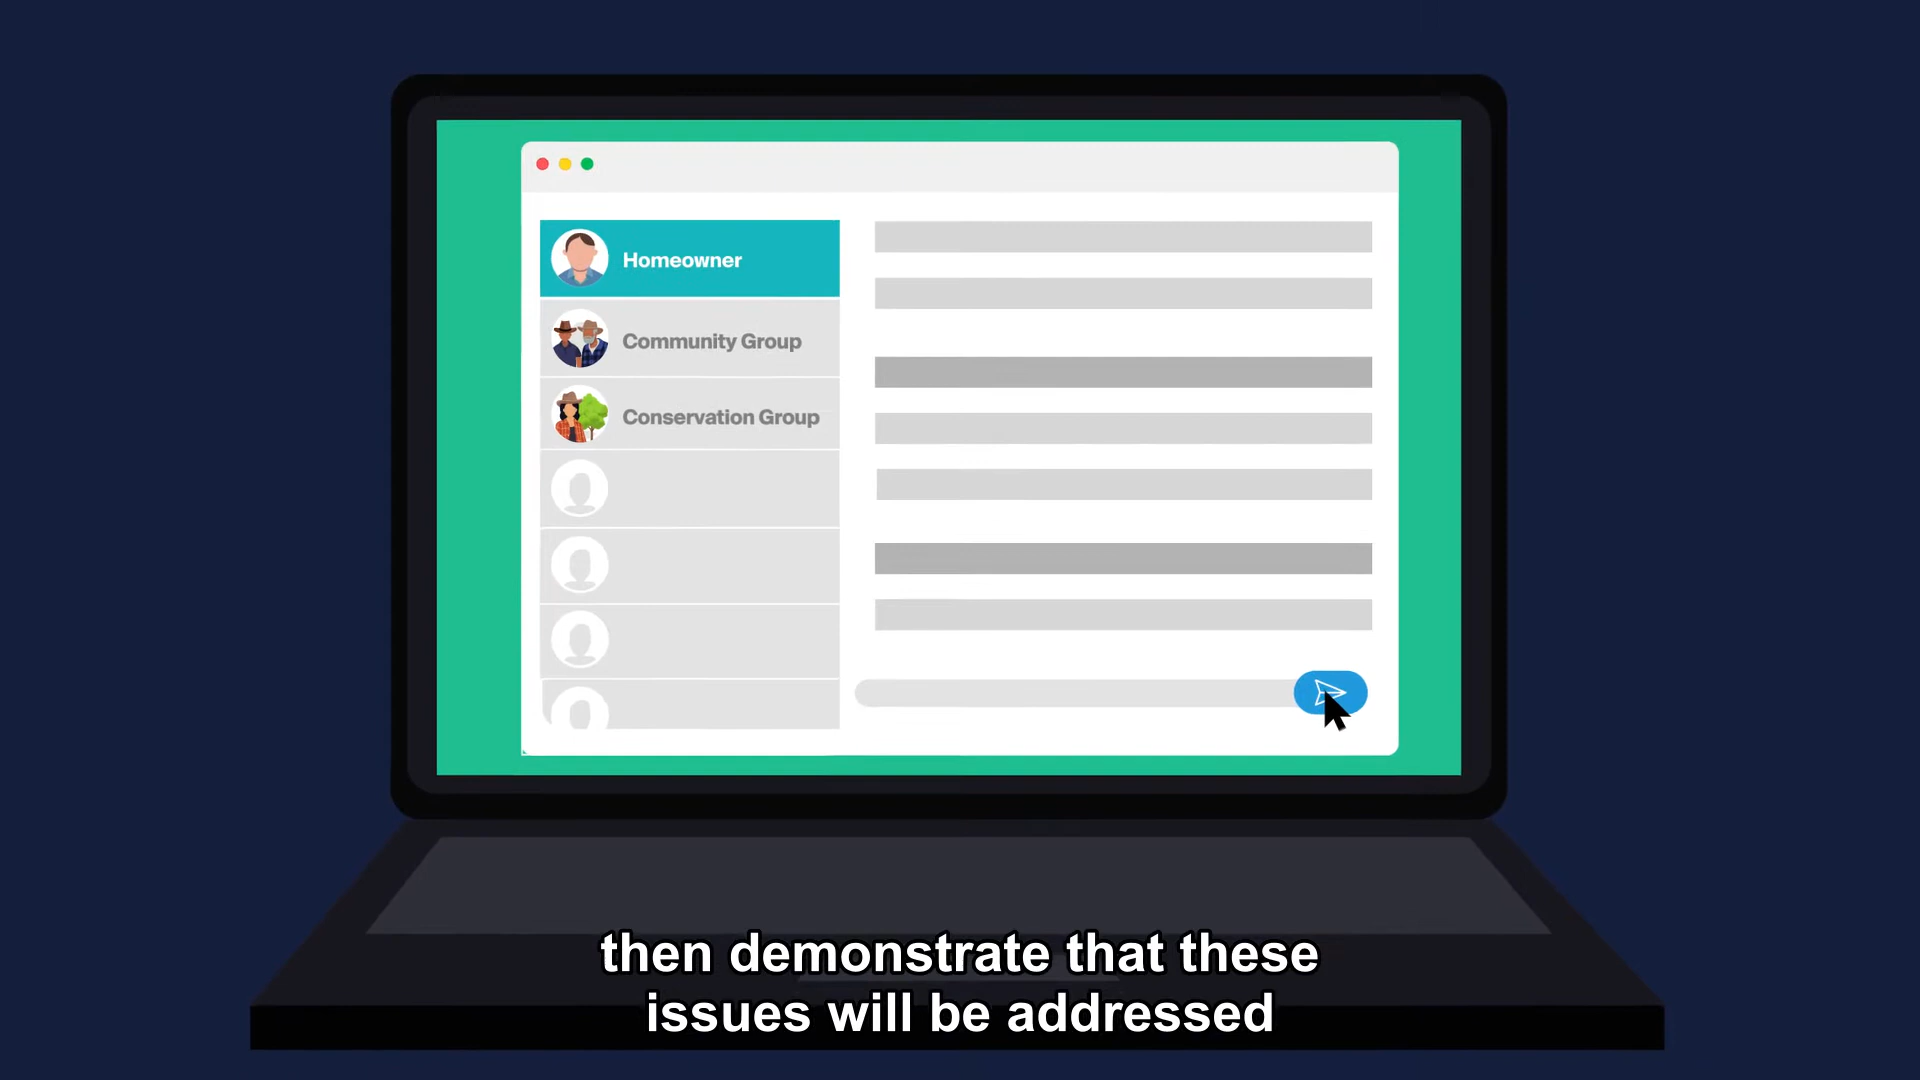 Homeowner
Community Group
Conservation Group
then demonstrate that these
issues will be addressed